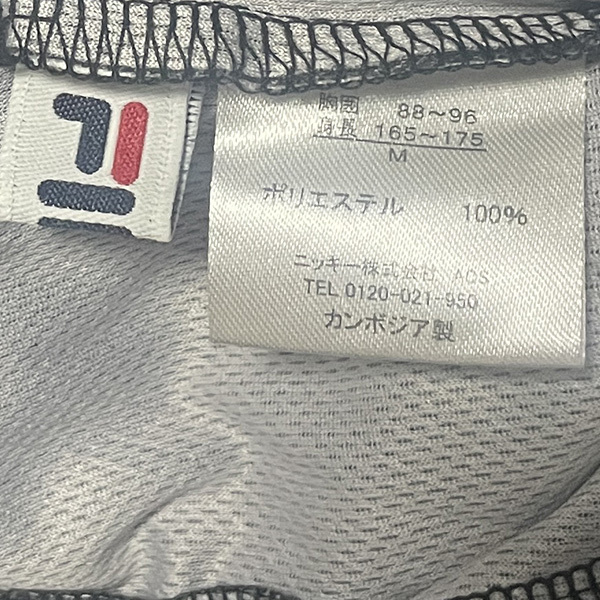 胸囲 88～96
身長 165～175
M
ポリエステル 100%
ニッキー株式会社 ACS
TEL 0120-021-950
カンボジア製